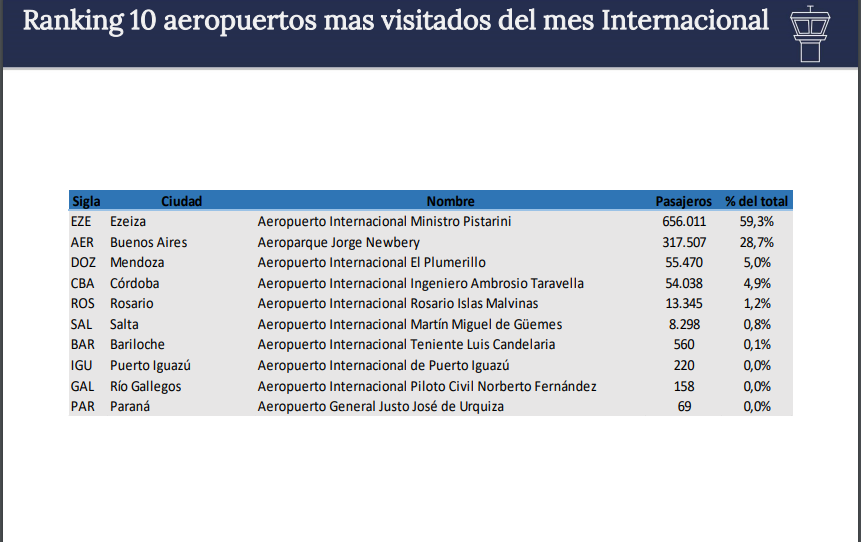 Ranking 10 aeropuertos mas visitados del mes Internacional
Sigla Ciudad Nombre Pasajeros % del total
EZE Ezeiza Aeropuerto Internacional Ministro Pistarini 656.011 59,3%
AER Buenos Aires Aeroparque Jorge Newbery 317.507 28,7%
DOZ Mendoza Aeropuerto Internacional El Plumerillo 55.470 5,0%
CBA Córdoba Aeropuerto Internacional Ingeniero Ambrosio Taravella 54.038 4,9%
ROS Rosario Aeropuerto Internacional Rosario Islas Malvinas 13.345 1,2%
SAL Salta Aeropuerto Internacional Martín Miguel de Güemes 8.298 0,8%
BAR Bariloche Aeropuerto Internacional Teniente Luis Candelaria 560 0,1%
IGU Puerto Iguazú Aeropuerto Internacional de Puerto Iguazú 220 0,0%
GAL Río Gallegos Aeropuerto Internacional Piloto Civil Norberto Fernández 158 0,0%
PAR Paraná Aeropuerto General Justo José de Urquiza 69 0,0%